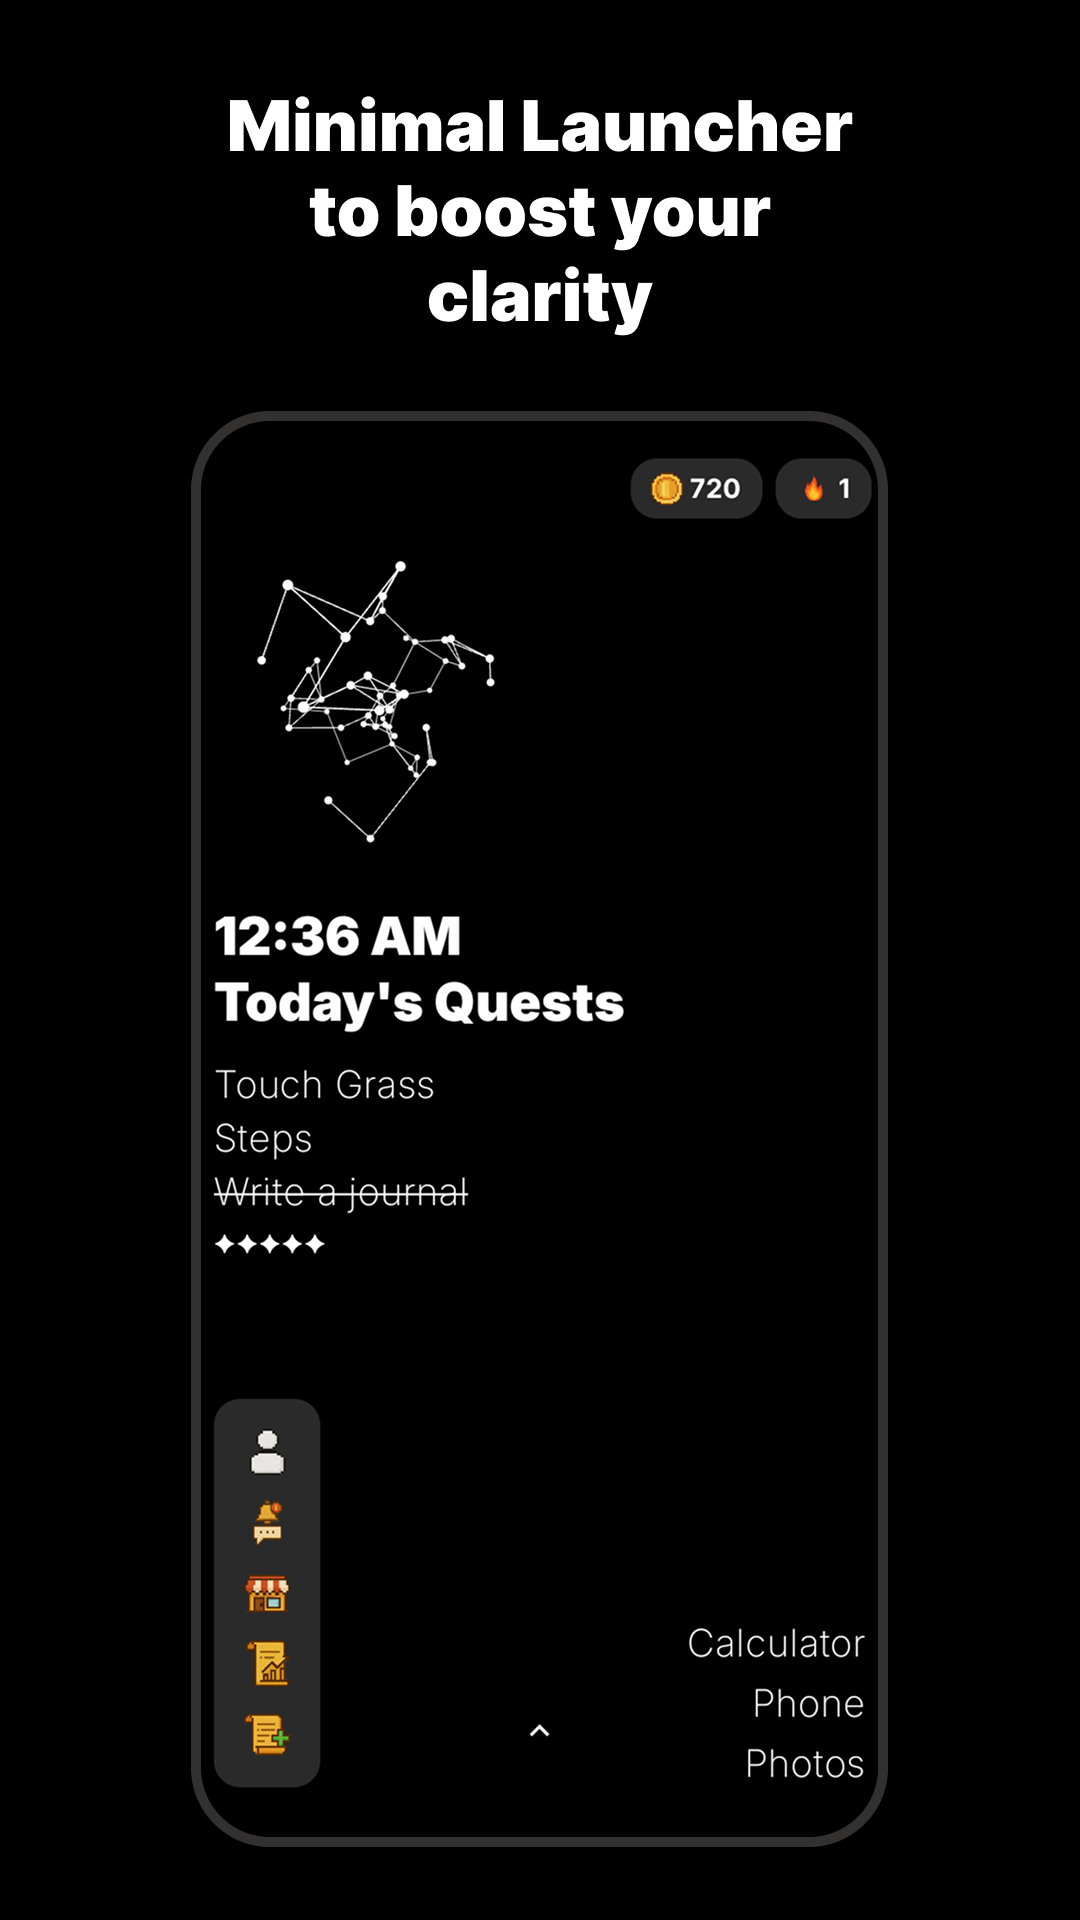 Minimal Launcher
to boost your
clarity
720
1
12:36 AM
Today's Quests
Touch Grass
Steps
Write a journal
✦✦✦✦✦
Calculator
Phone
Photos